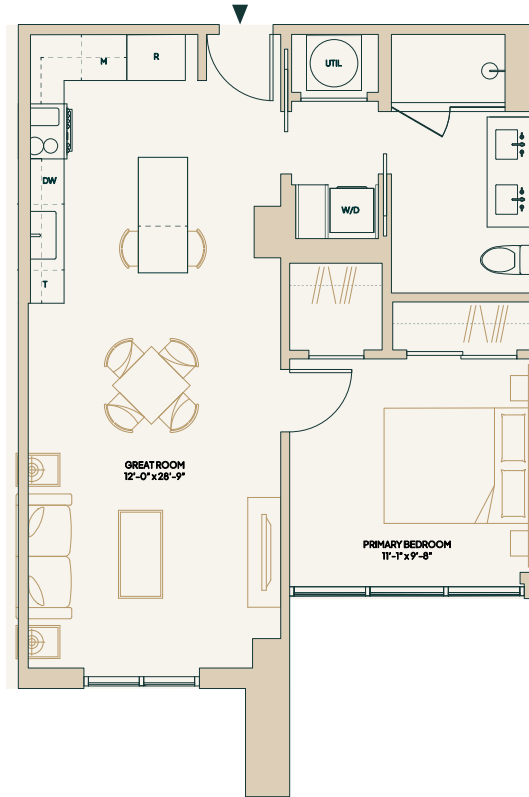 M
R
UTIL
DW
W/D
T
GREAT ROOM
12'-0" x 28'-9"
PRIMARY BEDROOM
11'-1" x 9'-8"